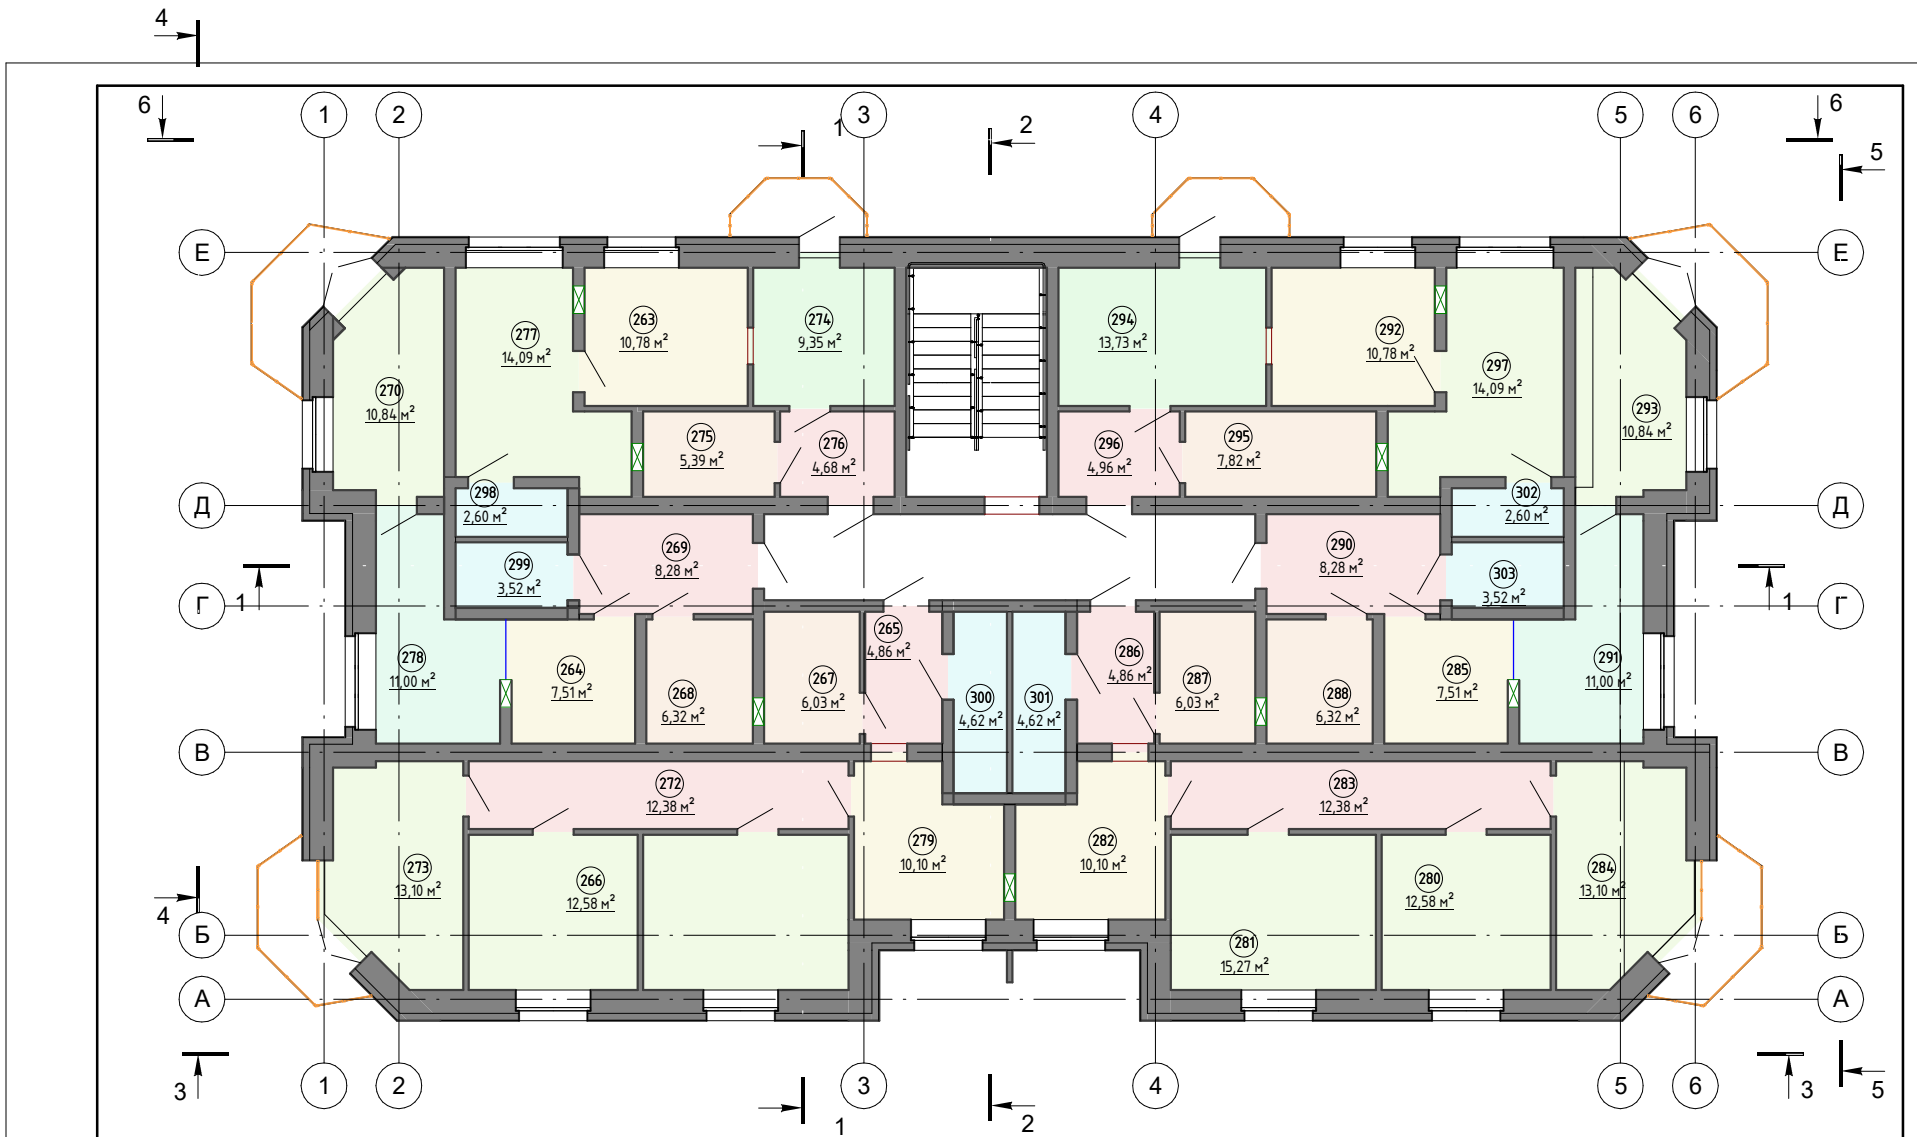 4
6
1
2
3
1
2
4
5
6
6
5
Е
Е
277
14,09 м²
263
10,78 м²
274
9,35 м²
294
13,73 м²
292
10,78 м²
297
14,09 м²
270
10,84 м²
293
10,84 м²
275
5,39 м²
276
4,68 м²
296
4,96 м²
295
7,82 м²
Д
298
2,60 м²
302
2,60 м²
Д
269
8,28 м²
290
8,28 м²
299
3,52 м²
303
3,52 м²
1
Г
Г
1
278
11,00 м²
264
7,51 м²
268
6,32 м²
267
6,03 м²
265
4,86 м²
300
4,62 м²
301
4,62 м²
286
4,86 м²
287
6,03 м²
288
6,32 м²
285
7,51 м²
291
11,00 м²
В
В
272
12,38 м²
283
12,38 м²
273
13,10 м²
266
12,58 м²
279
10,10 м²
282
10,10 м²
280
12,58 м²
284
13,10 м²
4
Б
281
15,27 м²
Б
А
А
3
1
2
1
3
4
2
5
6
3
5